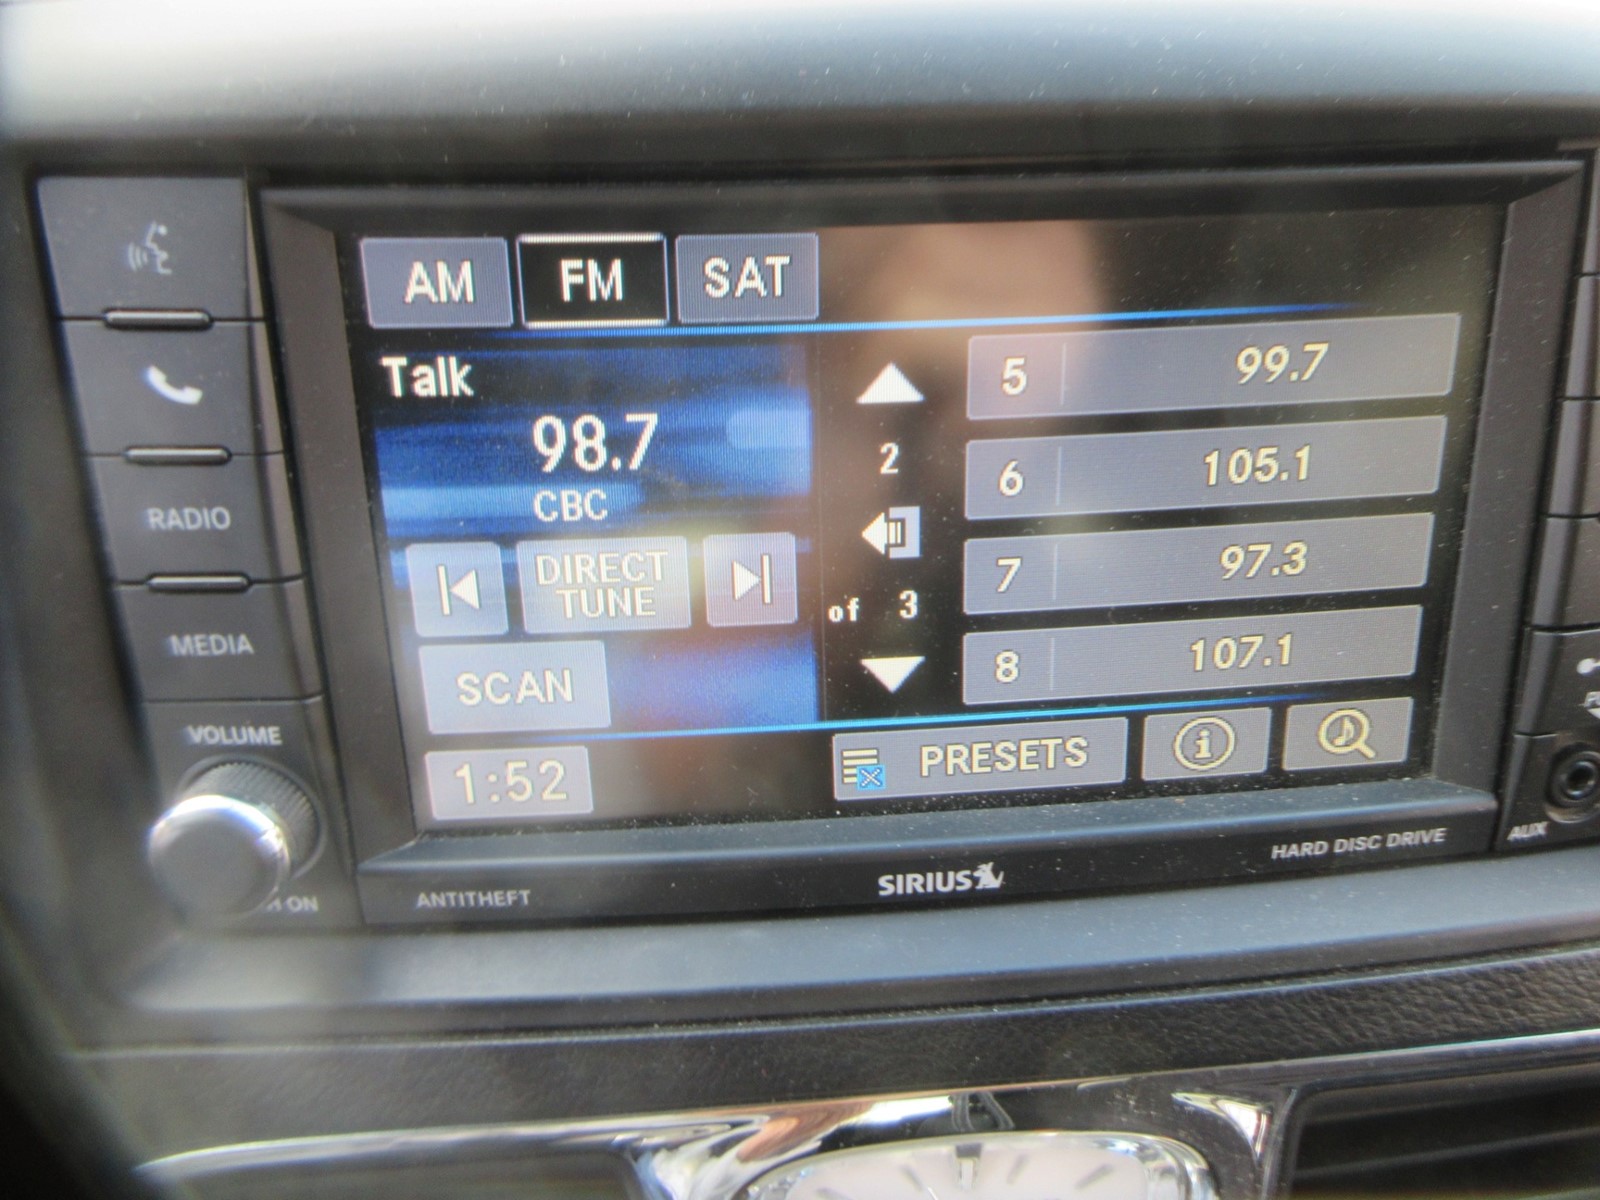 AM FM SAT
Talk
98.7
CBC
DIRECT
TUNE
SCAN
1:52
2
of 3
5 99.7
6 105.1
7 97.3
8 107.1
PRESETS
i
RADIO
MEDIA
VOLUME
ON
ANTITHEFT
SIRIUS
HARD DISC DRIVE
AUX